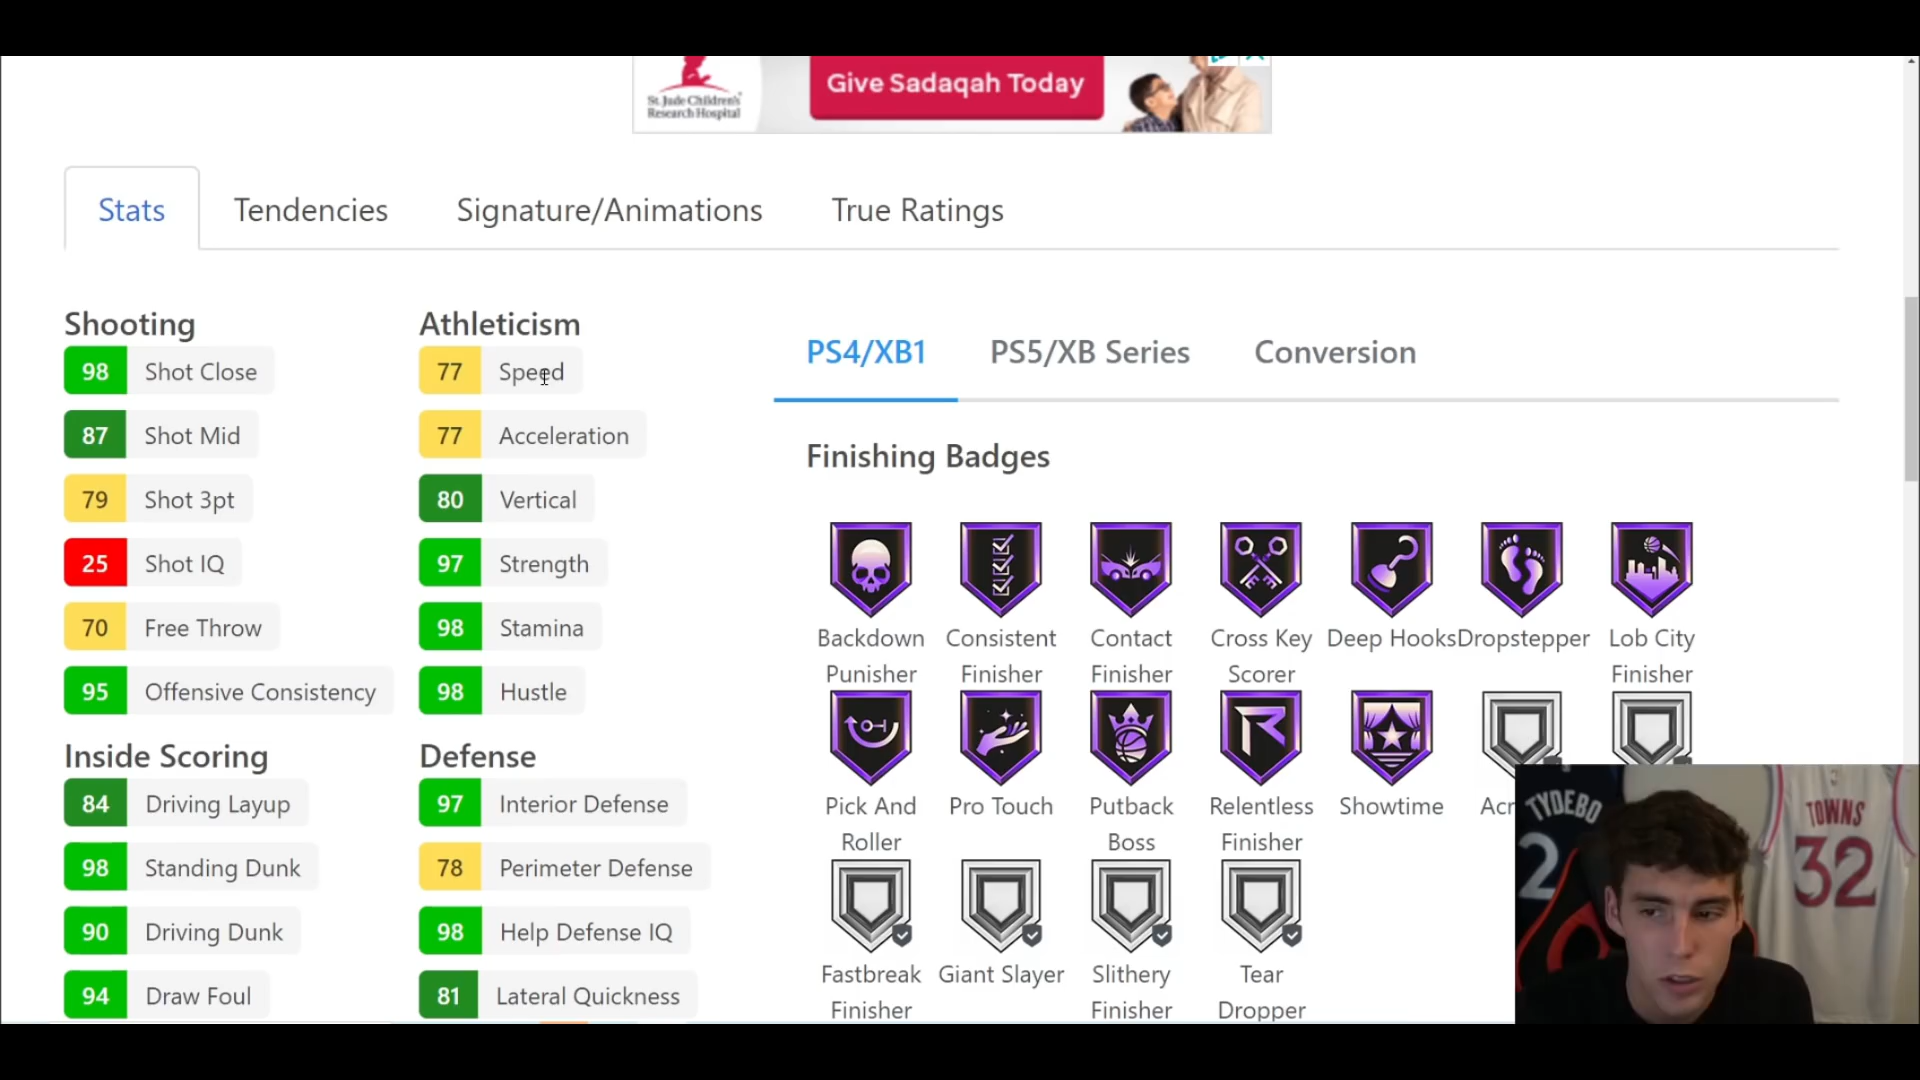 St. Jude Children's
Research Hospital
Give Sadaqah Today
Stats
Tendencies
Signature/Animations
True Ratings
Shooting
98 Shot Close
87 Shot Mid
79 Shot 3pt
25 Shot IQ
70 Free Throw
95 Offensive Consistency
Inside Scoring
84 Driving Layup
98 Standing Dunk
90 Driving Dunk
94 Draw Foul
Athleticism
77 Speed
77 Acceleration
80 Vertical
97 Strength
98 Stamina
98 Hustle
Defense
97 Interior Defense
78 Perimeter Defense
98 Help Defense IQ
81 Lateral Quickness
PS4/XB1
PS5/XB Series
Conversion
Finishing Badges
Backdown
Punisher
Consistent
Finisher
Contact
Finisher
Cross Key
Scorer
Deep Hooks
Dropstepper
Lob City
Finisher
Pick And
Roller
Pro Touch
Putback
Boss
Relentless
Finisher
Showtime
Fastbreak
Finisher
Giant Slayer
Slithery
Finisher
Tear
Dropper
TYDEBO
2
TOWNS
32